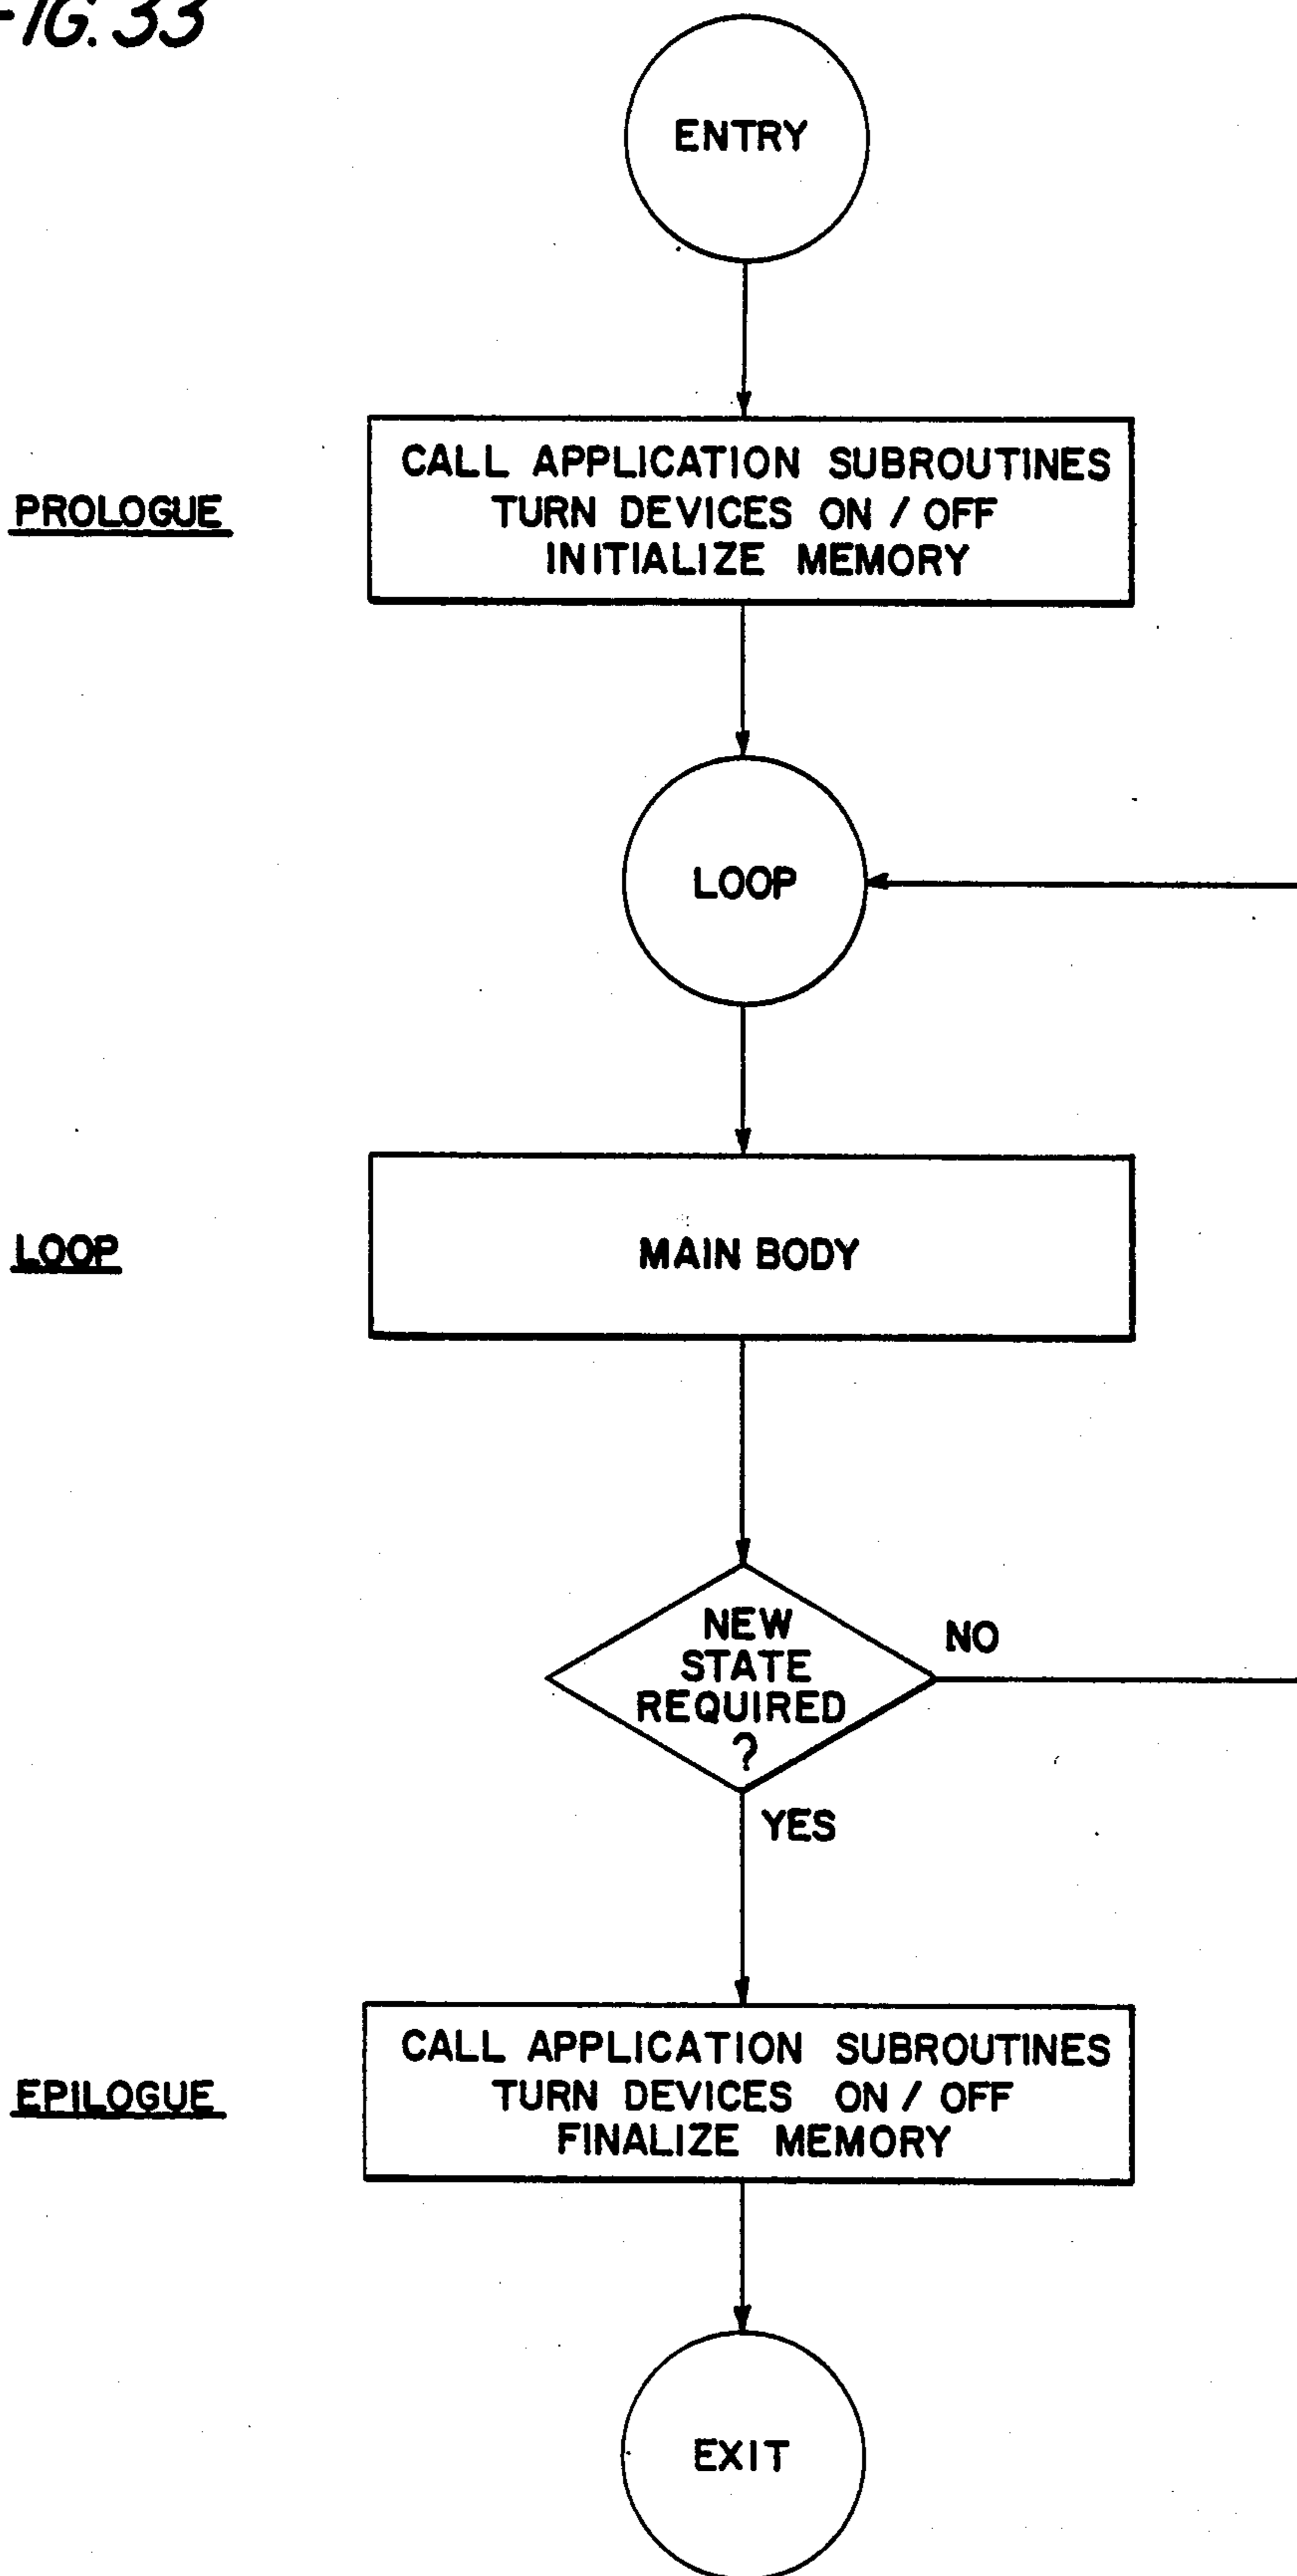 FIG. 33
ENTRY
PROLOGUE
CALL APPLICATION SUBROUTINES
TURN DEVICES ON / OFF
INITIALIZE MEMORY
LOOP
LOOP
MAIN BODY
NEW
STATE
REQUIRED
?
NO
YES
EPILOGUE
CALL APPLICATION SUBROUTINES
TURN DEVICES ON / OFF
FINALIZE MEMORY
EXIT